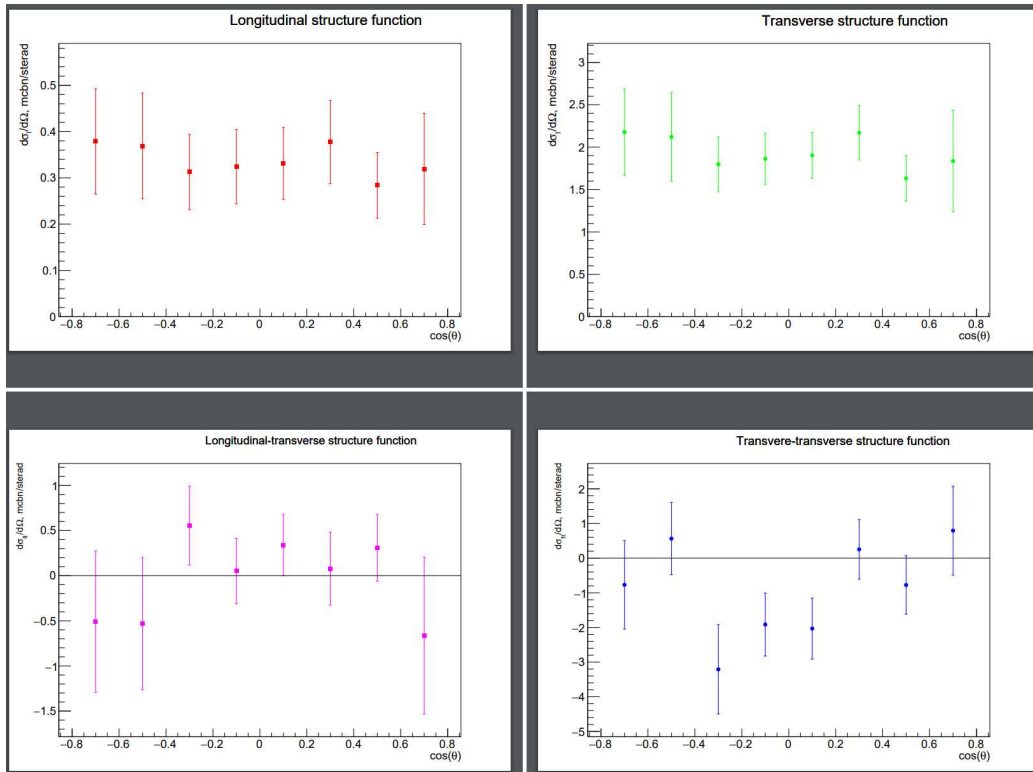 Longitudinal structure function
dσl/dΩ, mcbn/sterad
0.5
0.4
0.3
0.2
0.1
0
−0.8 −0.6 −0.4 −0.2 0 0.2 0.4 0.6 0.8
cos(θ)
Transverse structure function
dσt/dΩ, mcbn/sterad
3
2.5
2
1.5
1
0.5
0
−0.8 −0.6 −0.4 −0.2 0 0.2 0.4 0.6 0.8
cos(θ)
Longitudinal-transverse structure function
dσlt/dΩ, mcbn/sterad
1
0.5
0
−0.5
−1
−1.5
−0.8 −0.6 −0.4 −0.2 0 0.2 0.4 0.6 0.8
cos(θ)
Transvere-transverse structure function
dσtt/dΩ, mcbn/sterad
2
1
0
−1
−2
−3
−4
−5
−0.8 −0.6 −0.4 −0.2 0 0.2 0.4 0.6 0.8
cos(θ)